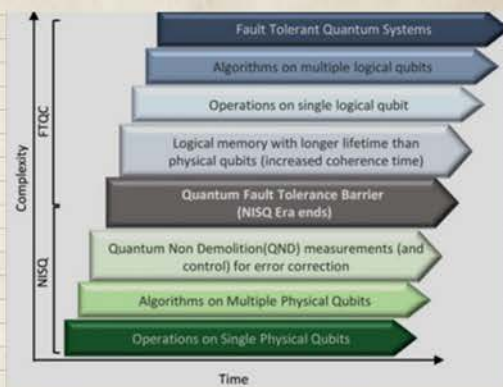 Fault Tolerant Quantum Systems
Algorithms on multiple logical qubits
Operations on single logical qubit
Logical memory with longer lifetime than
physical qubits (increased coherence time)
Quantum Fault Tolerance Barrier
(NISQ Era ends)
Quantum Non Demolition(QND) measurements (and
control) for error correction
Algorithms on Multiple Physical Qubits
Operations on Single Physical Qubits
Complexity
FTQC
NISQ
Time